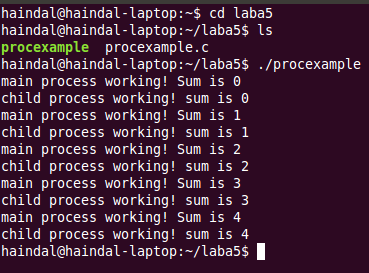 haindal@haindal-laptop:~$ cd laba5
haindal@haindal-laptop:~/laba5$ ls
procexample  procexample.c
haindal@haindal-laptop:~/laba5$ ./procexample
main process working! Sum is 0
child process working! sum is 0
main process working! Sum is 1
child process working! sum is 1
main process working! Sum is 2
child process working! sum is 2
main process working! Sum is 3
child process working! sum is 3
main process working! Sum is 4
child process working! sum is 4
haindal@haindal-laptop:~/laba5$